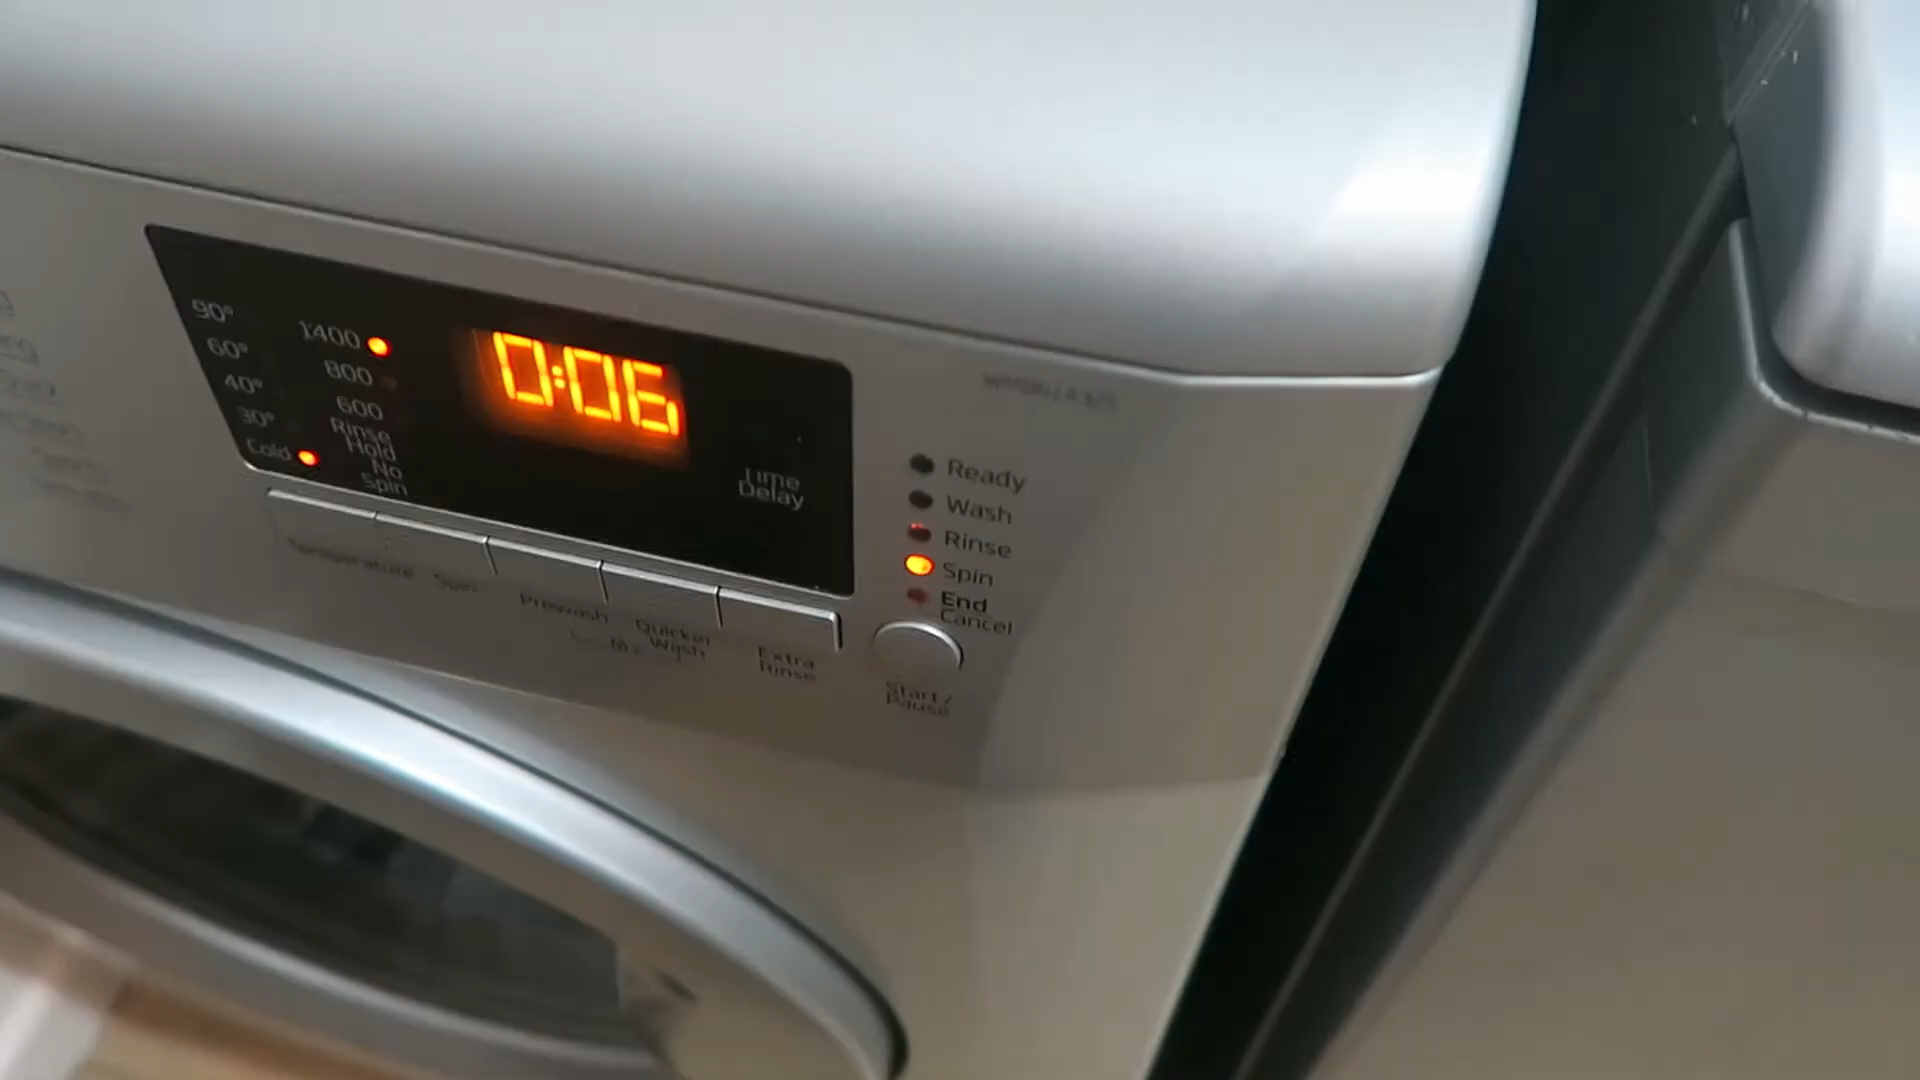 90°
60°
40°
30°
Cold
1400
800
600
Rinse
Hold
No
Spin
0:06
Time
Delay
Ready
Wash
Rinse
Spin
End
Cancel
Temperature
Spin
Prewash
Quicker
Wash
Extra
Rinse
Start/
Pause